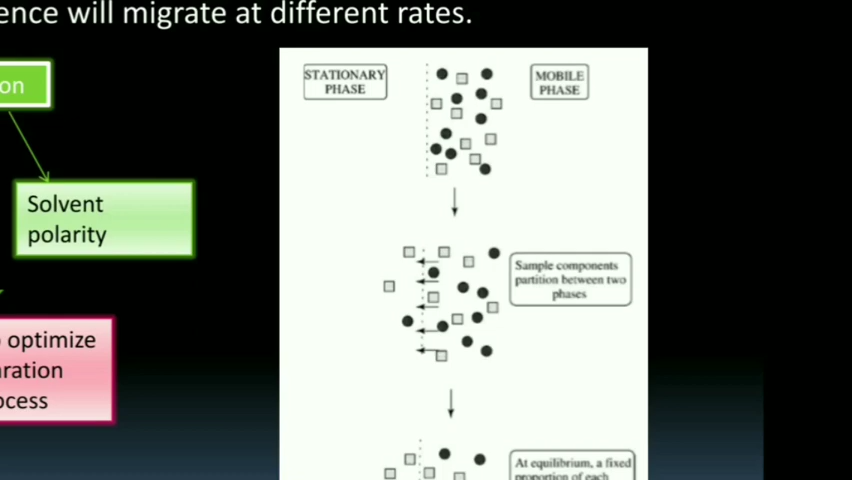 ence will migrate at different rates.
on
Solvent
polarity
optimize
ration
ocess
STATIONARY
PHASE
MOBILE
PHASE
Sample components
partition between two
phases
At equilibrium, a fixed
proportion of each